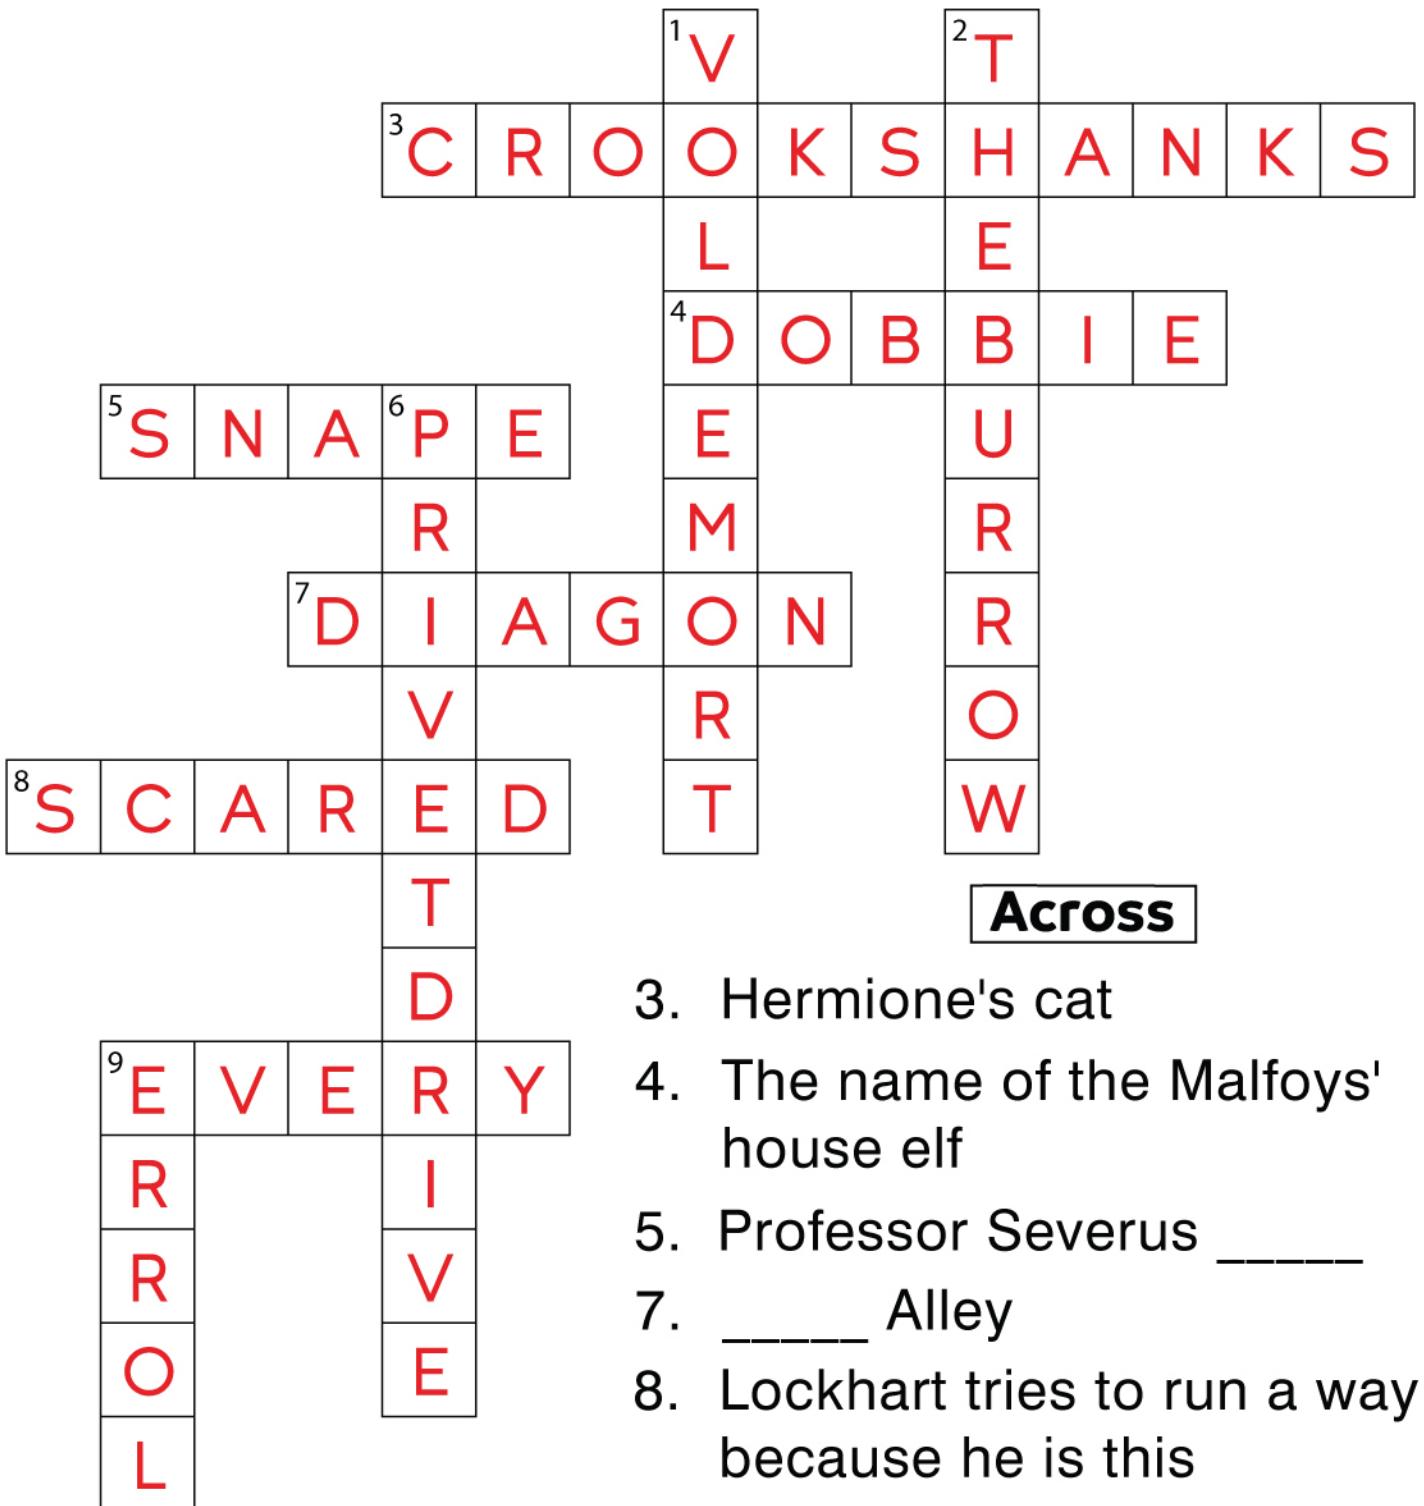 1 V 2 T
3 C R O O K S H A N K S
L E
4 D O B B I E
5 S N A 6 P E E U
R M R
7 D I A G O N R
V R O
8 S C A R E D T W
T
Across
D
3. Hermione's cat
9 E V E R Y
4. The name of the Malfoys'
house elf
R I
5. Professor Severus _____
R V
7. _____ Alley
O E
8. Lockhart tries to run a way
because he is this
L